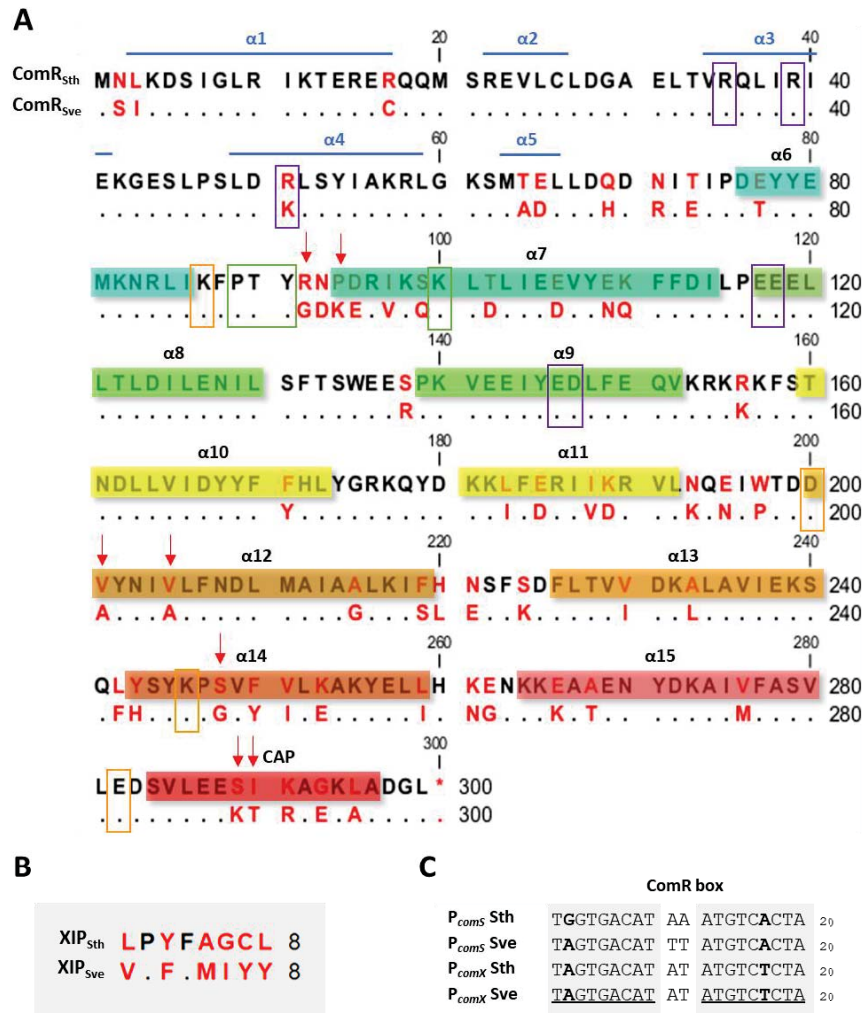 A
α1 20 α2 α3 40
ComRSth MNLKDSIGLR IKTERERQQM SREVLCLDGA ELTVRQLIRI 40
ComRSve .SI....... ......C... .......... .......... 40
α4 60 α5 α6 80
EKGESLPSLD RLSYIAKRLG KSMTELLDQD NITIPDEYYE 80
.......... K......... ...AD...H. R.E...T... 80
100 α7 120
MKNRLIKFPT YRNPDRIKSK LTLIEEVYEK FFDILPEEEL 120
.......... .GDKE.V.Q. .D...D..NQ .......... 120
α8 140 α9 160
LTLDILENIL SFTSWEESPK VEEIYEDLFE QVKRKRKFST 160
.......... .......R.. .......... .....K.... 160
α10 180 α11 200
NDLLVIDYYF FHLYGRKQYD KKLFERIIKR VLNQEIWTDD 200
.......... Y......... ..I.D..VD. ..K.N.P... 200
α12 220 α13 240
VYNIVLFNDL MAIAALKIFH NSFSDFLTVV DKALAVIEKS 240
A...A..... ....G...SL E..K.....I ..L....... 240
α14 260 α15 280
QLYSYKPSVF VLKAKYELLH KENKKEAAEN YDKAIVFASV 280
.FH....G.Y I.E.....I. NG...K.T.. .....M.... 280
CAP 300
LEDSVLEESI KAGKLADGL* 300
........KT R.E.A..... 300
B
XIPSth LPYFAGCL 8
XIPSve V.F.MIYY 8
C
ComR box
PcomS Sth TGGTGACAT AA ATGTCACTA 20
PcomS Sve TAGTGACAT TT ATGTCACTA 20
PcomX Sth TAGTGACAT AT ATGTCTCTA 20
PcomX Sve TAGTGACAT AT ATGTCTCTA 20